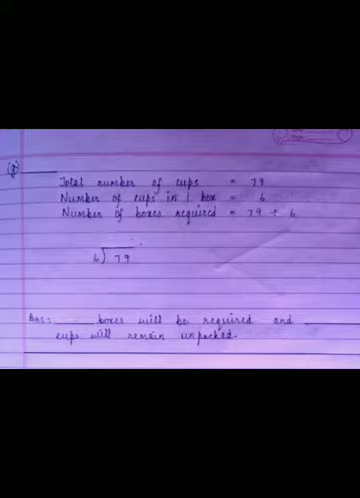 (g) ______
Total number of cups = 79
Number of cups in 1 box = 6
Number of boxes required = 79 ÷ 6
6)79
Ans: ____ boxes will be required and ____
cups will remain unpacked.